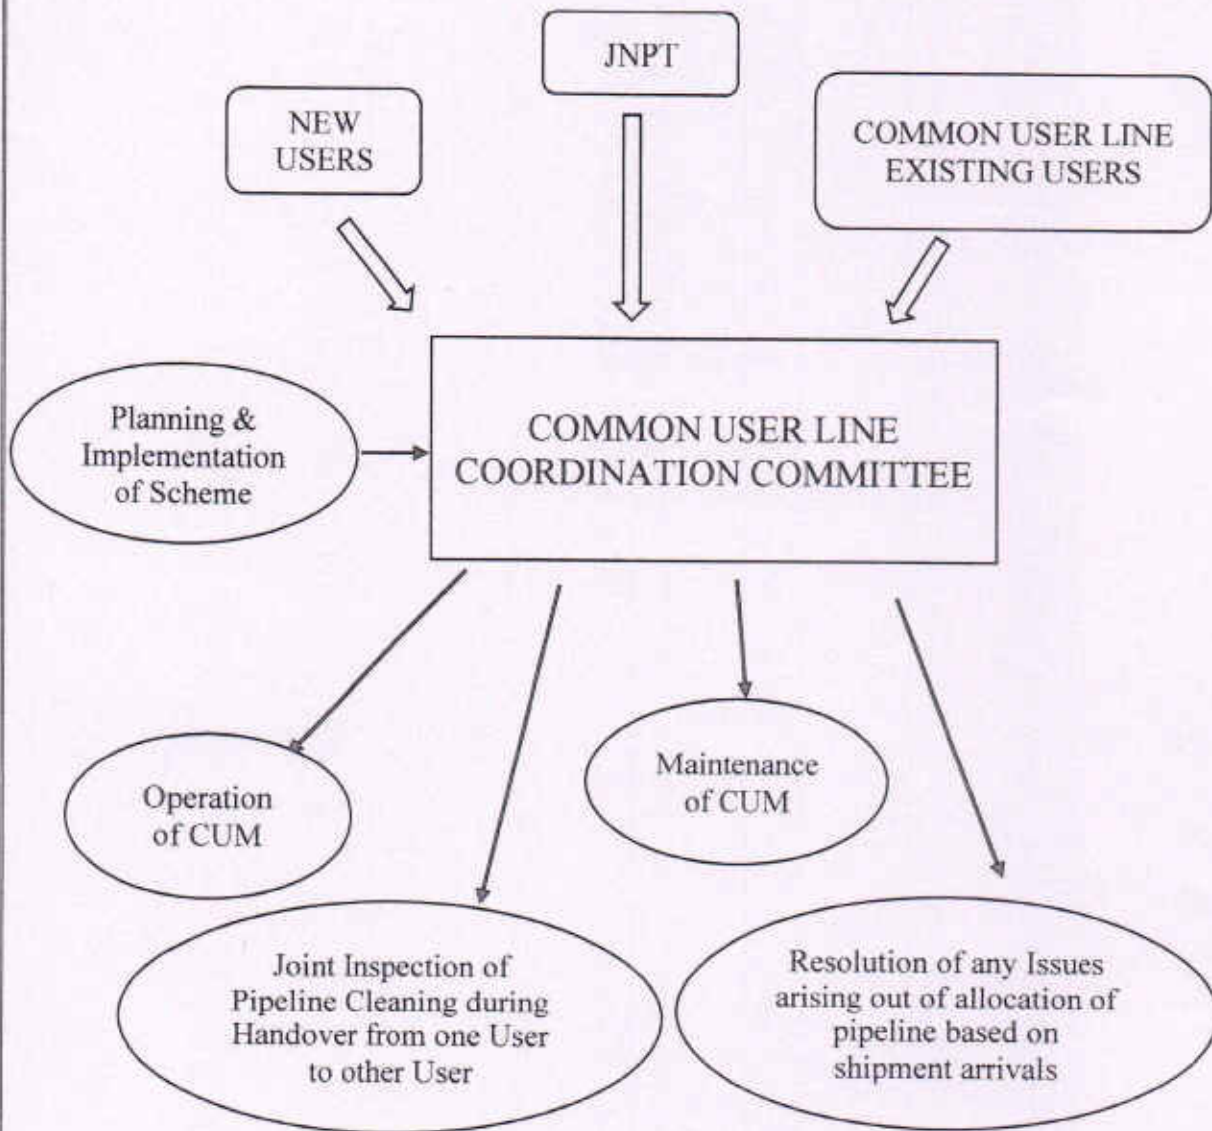 JNPT
NEW
USERS
COMMON USER LINE
EXISTING USERS
Planning &
Implementation
of Scheme
COMMON USER LINE
COORDINATION COMMITTEE
Operation
of CUM
Maintenance
of CUM
Joint Inspection of
Pipeline Cleaning during
Handover from one User
to other User
Resolution of any Issues
arising out of allocation of
pipeline based on
shipment arrivals